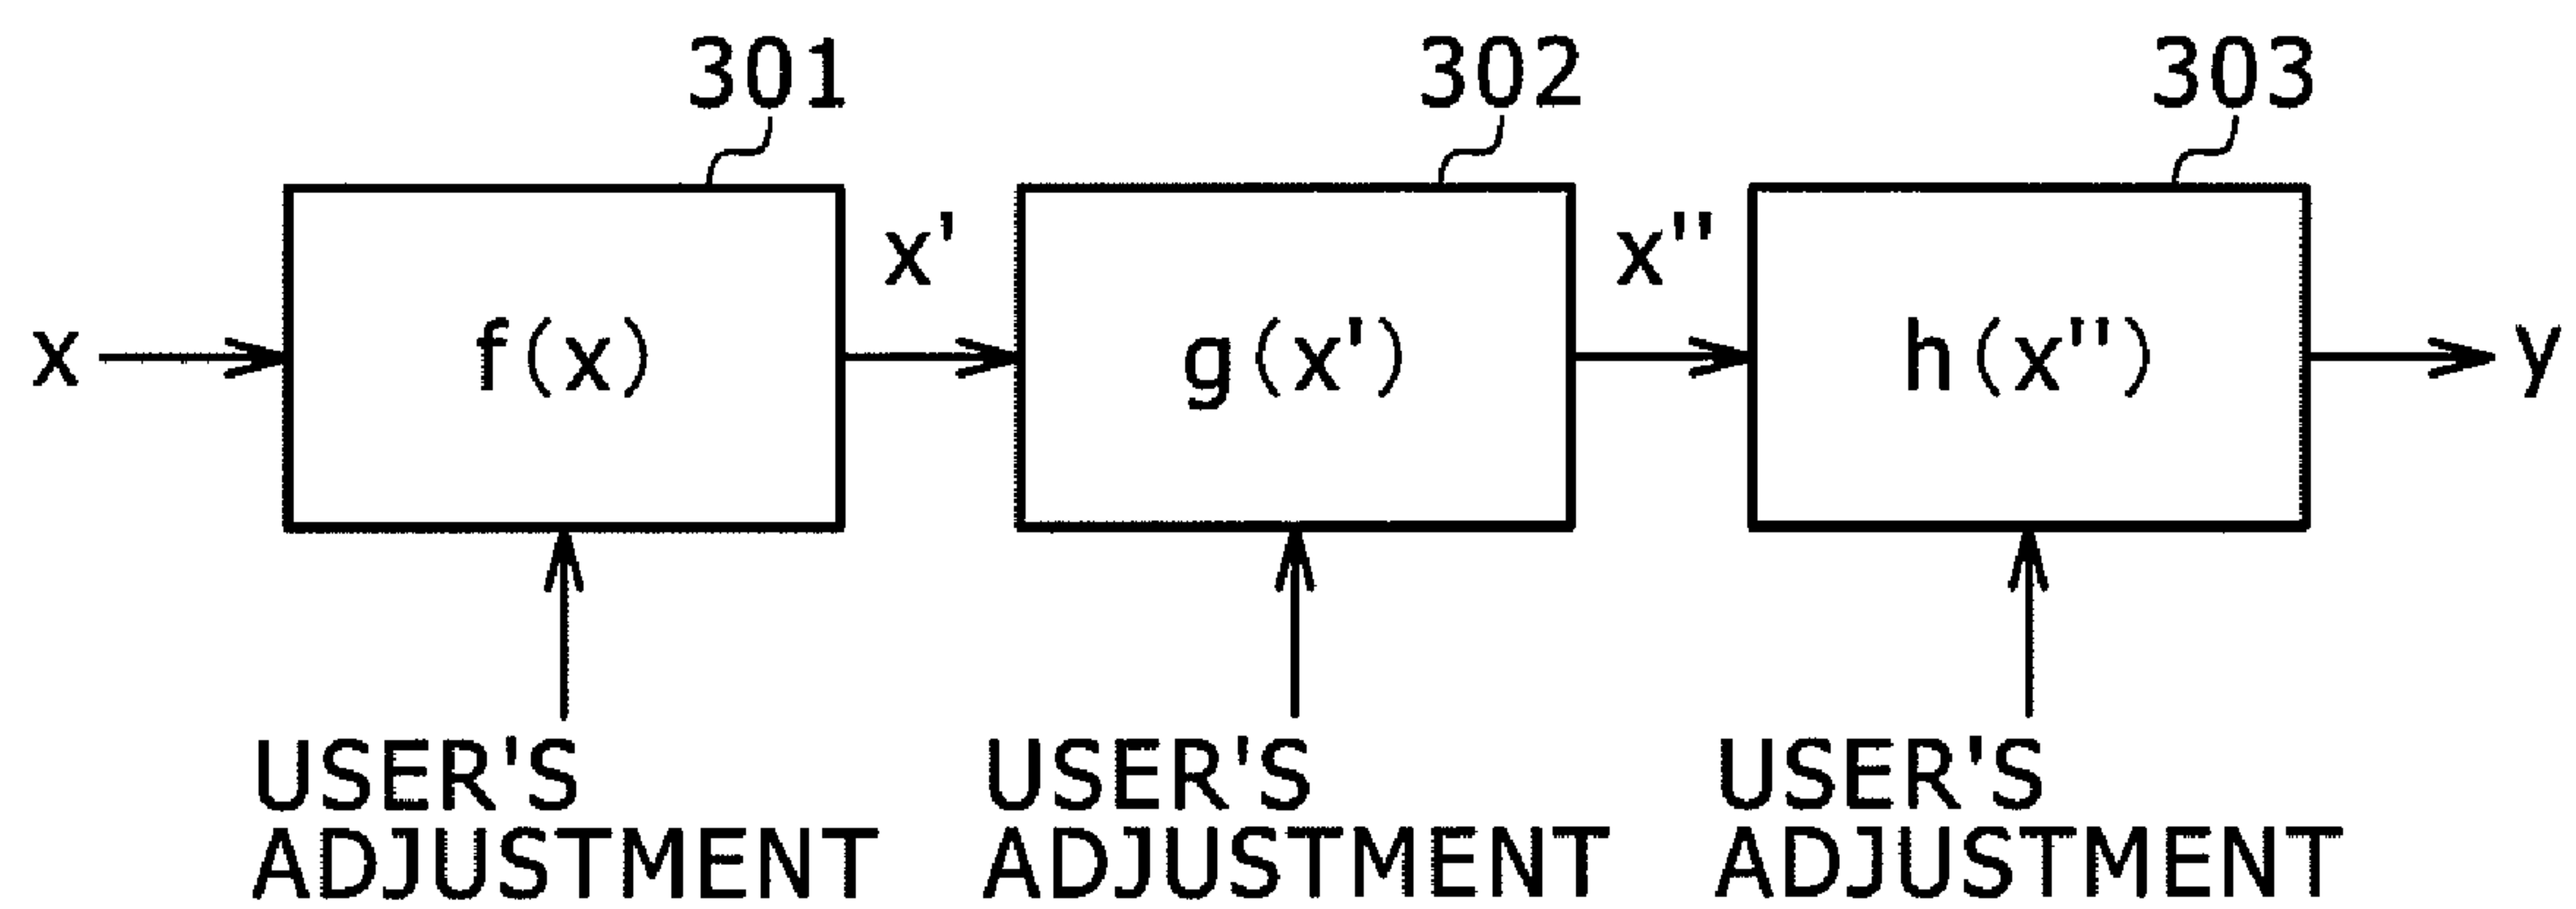 301 302 303
x' x''
x f(x) g(x') h(x'') y
USER'S USER'S USER'S
ADJUSTMENT ADJUSTMENT ADJUSTMENT